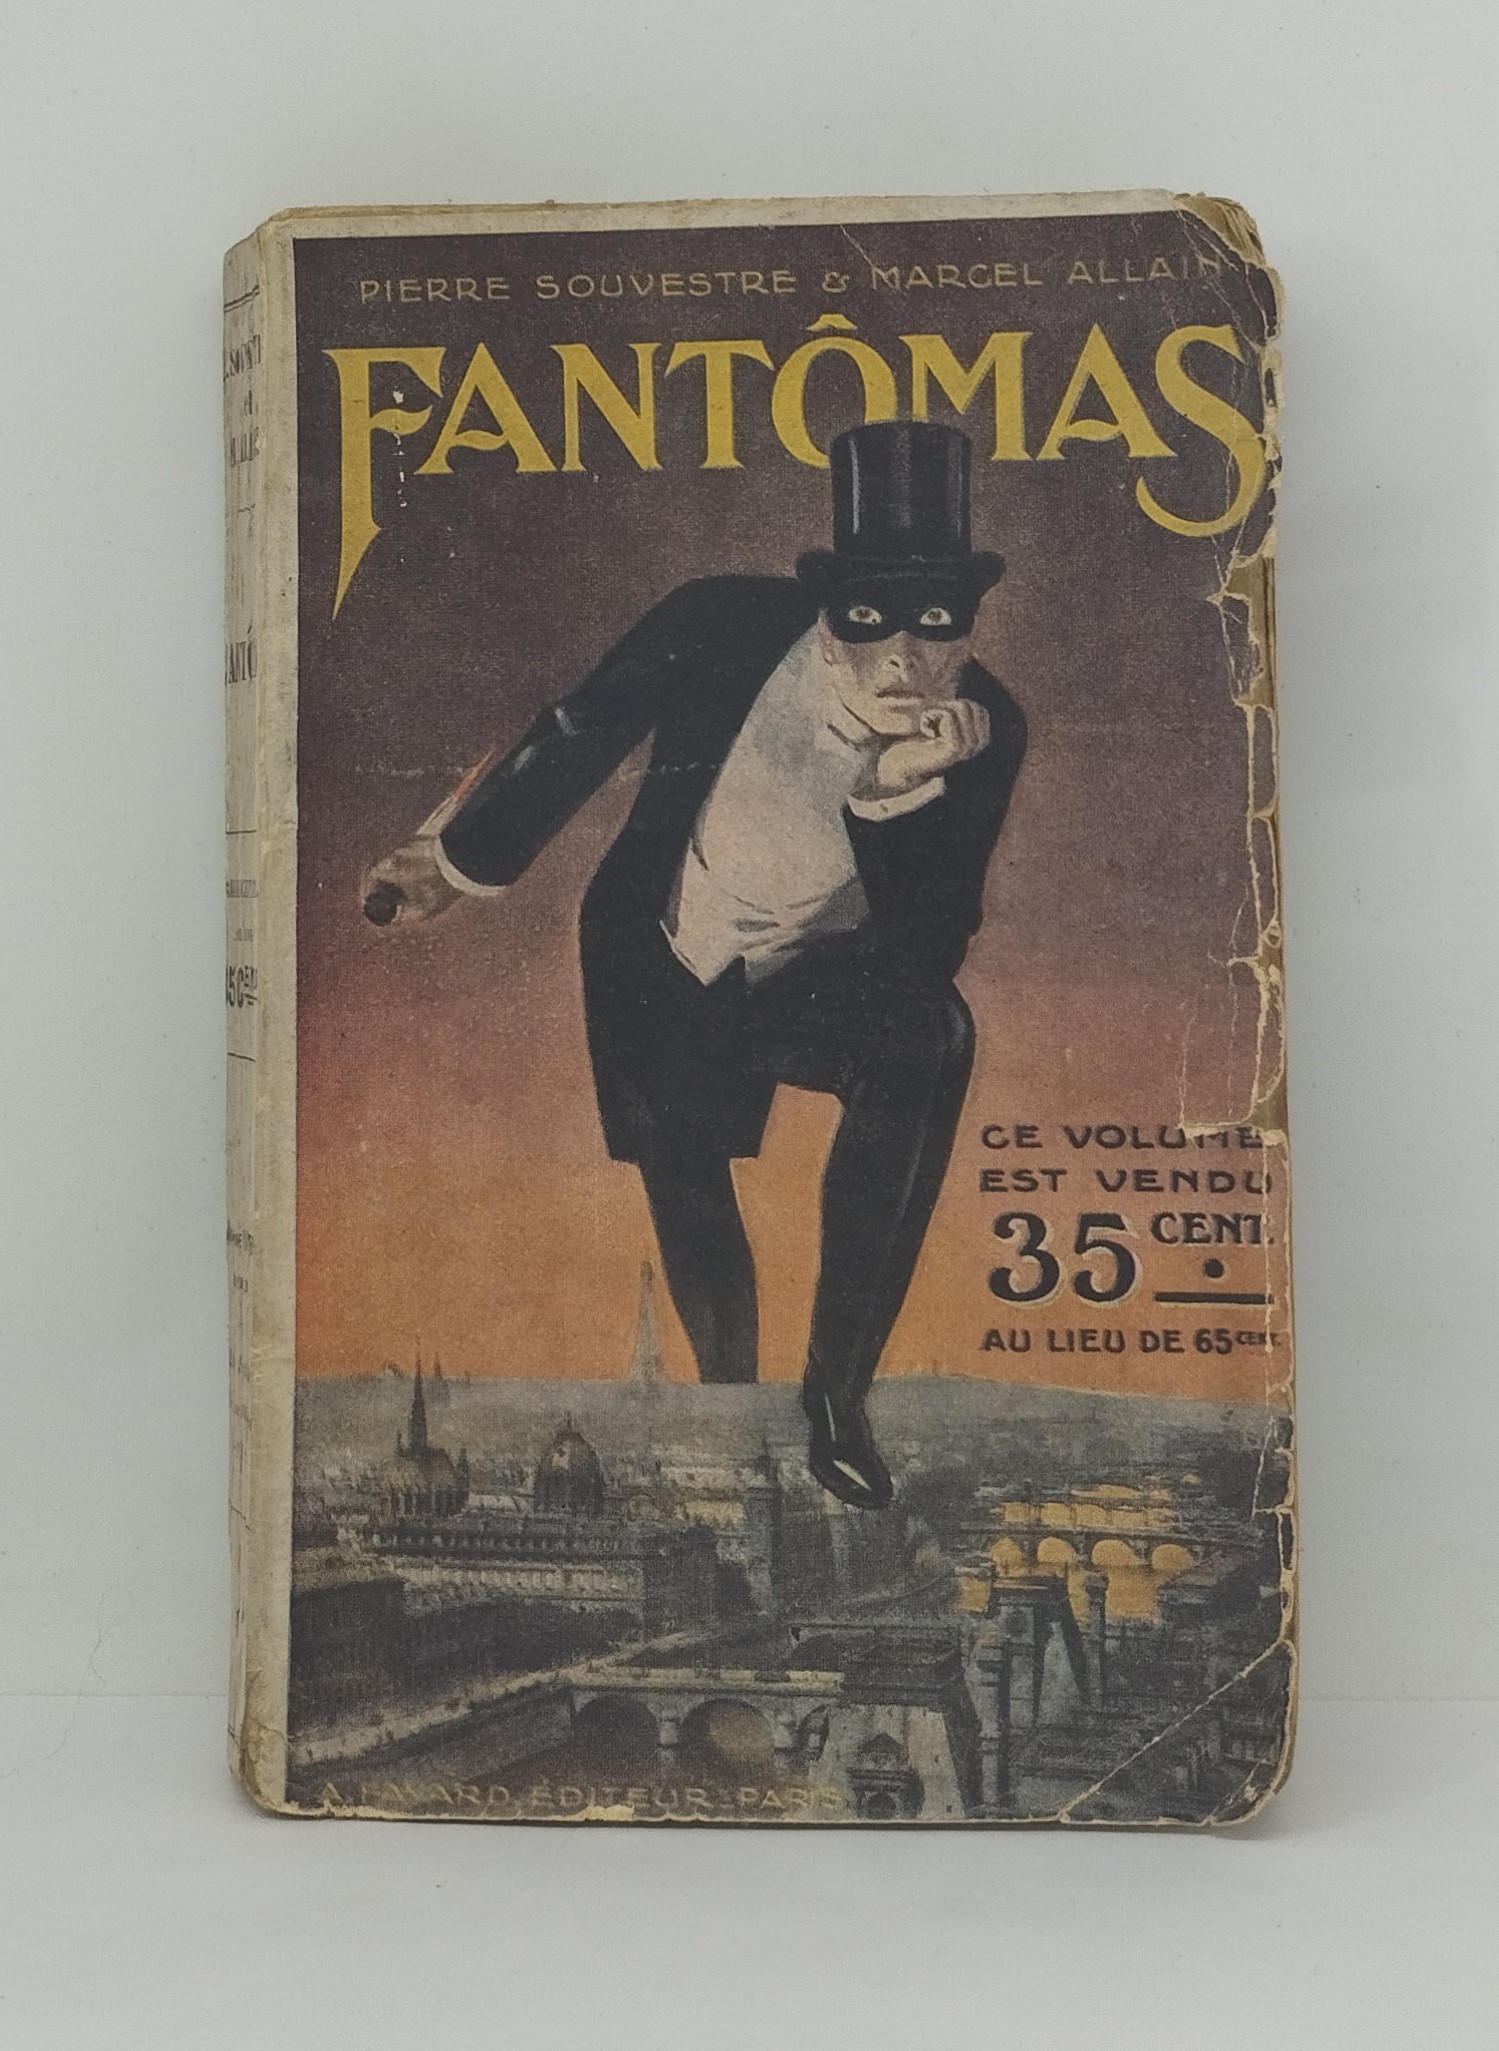 PIERRE SOUVESTRE & MARCEL ALLAIN
FANTÔMAS
CE VOLUME
EST VENDU
35 CENT.
AU LIEU DE 65 CENT.
A. FAYARD, ÉDITEUR-PARIS